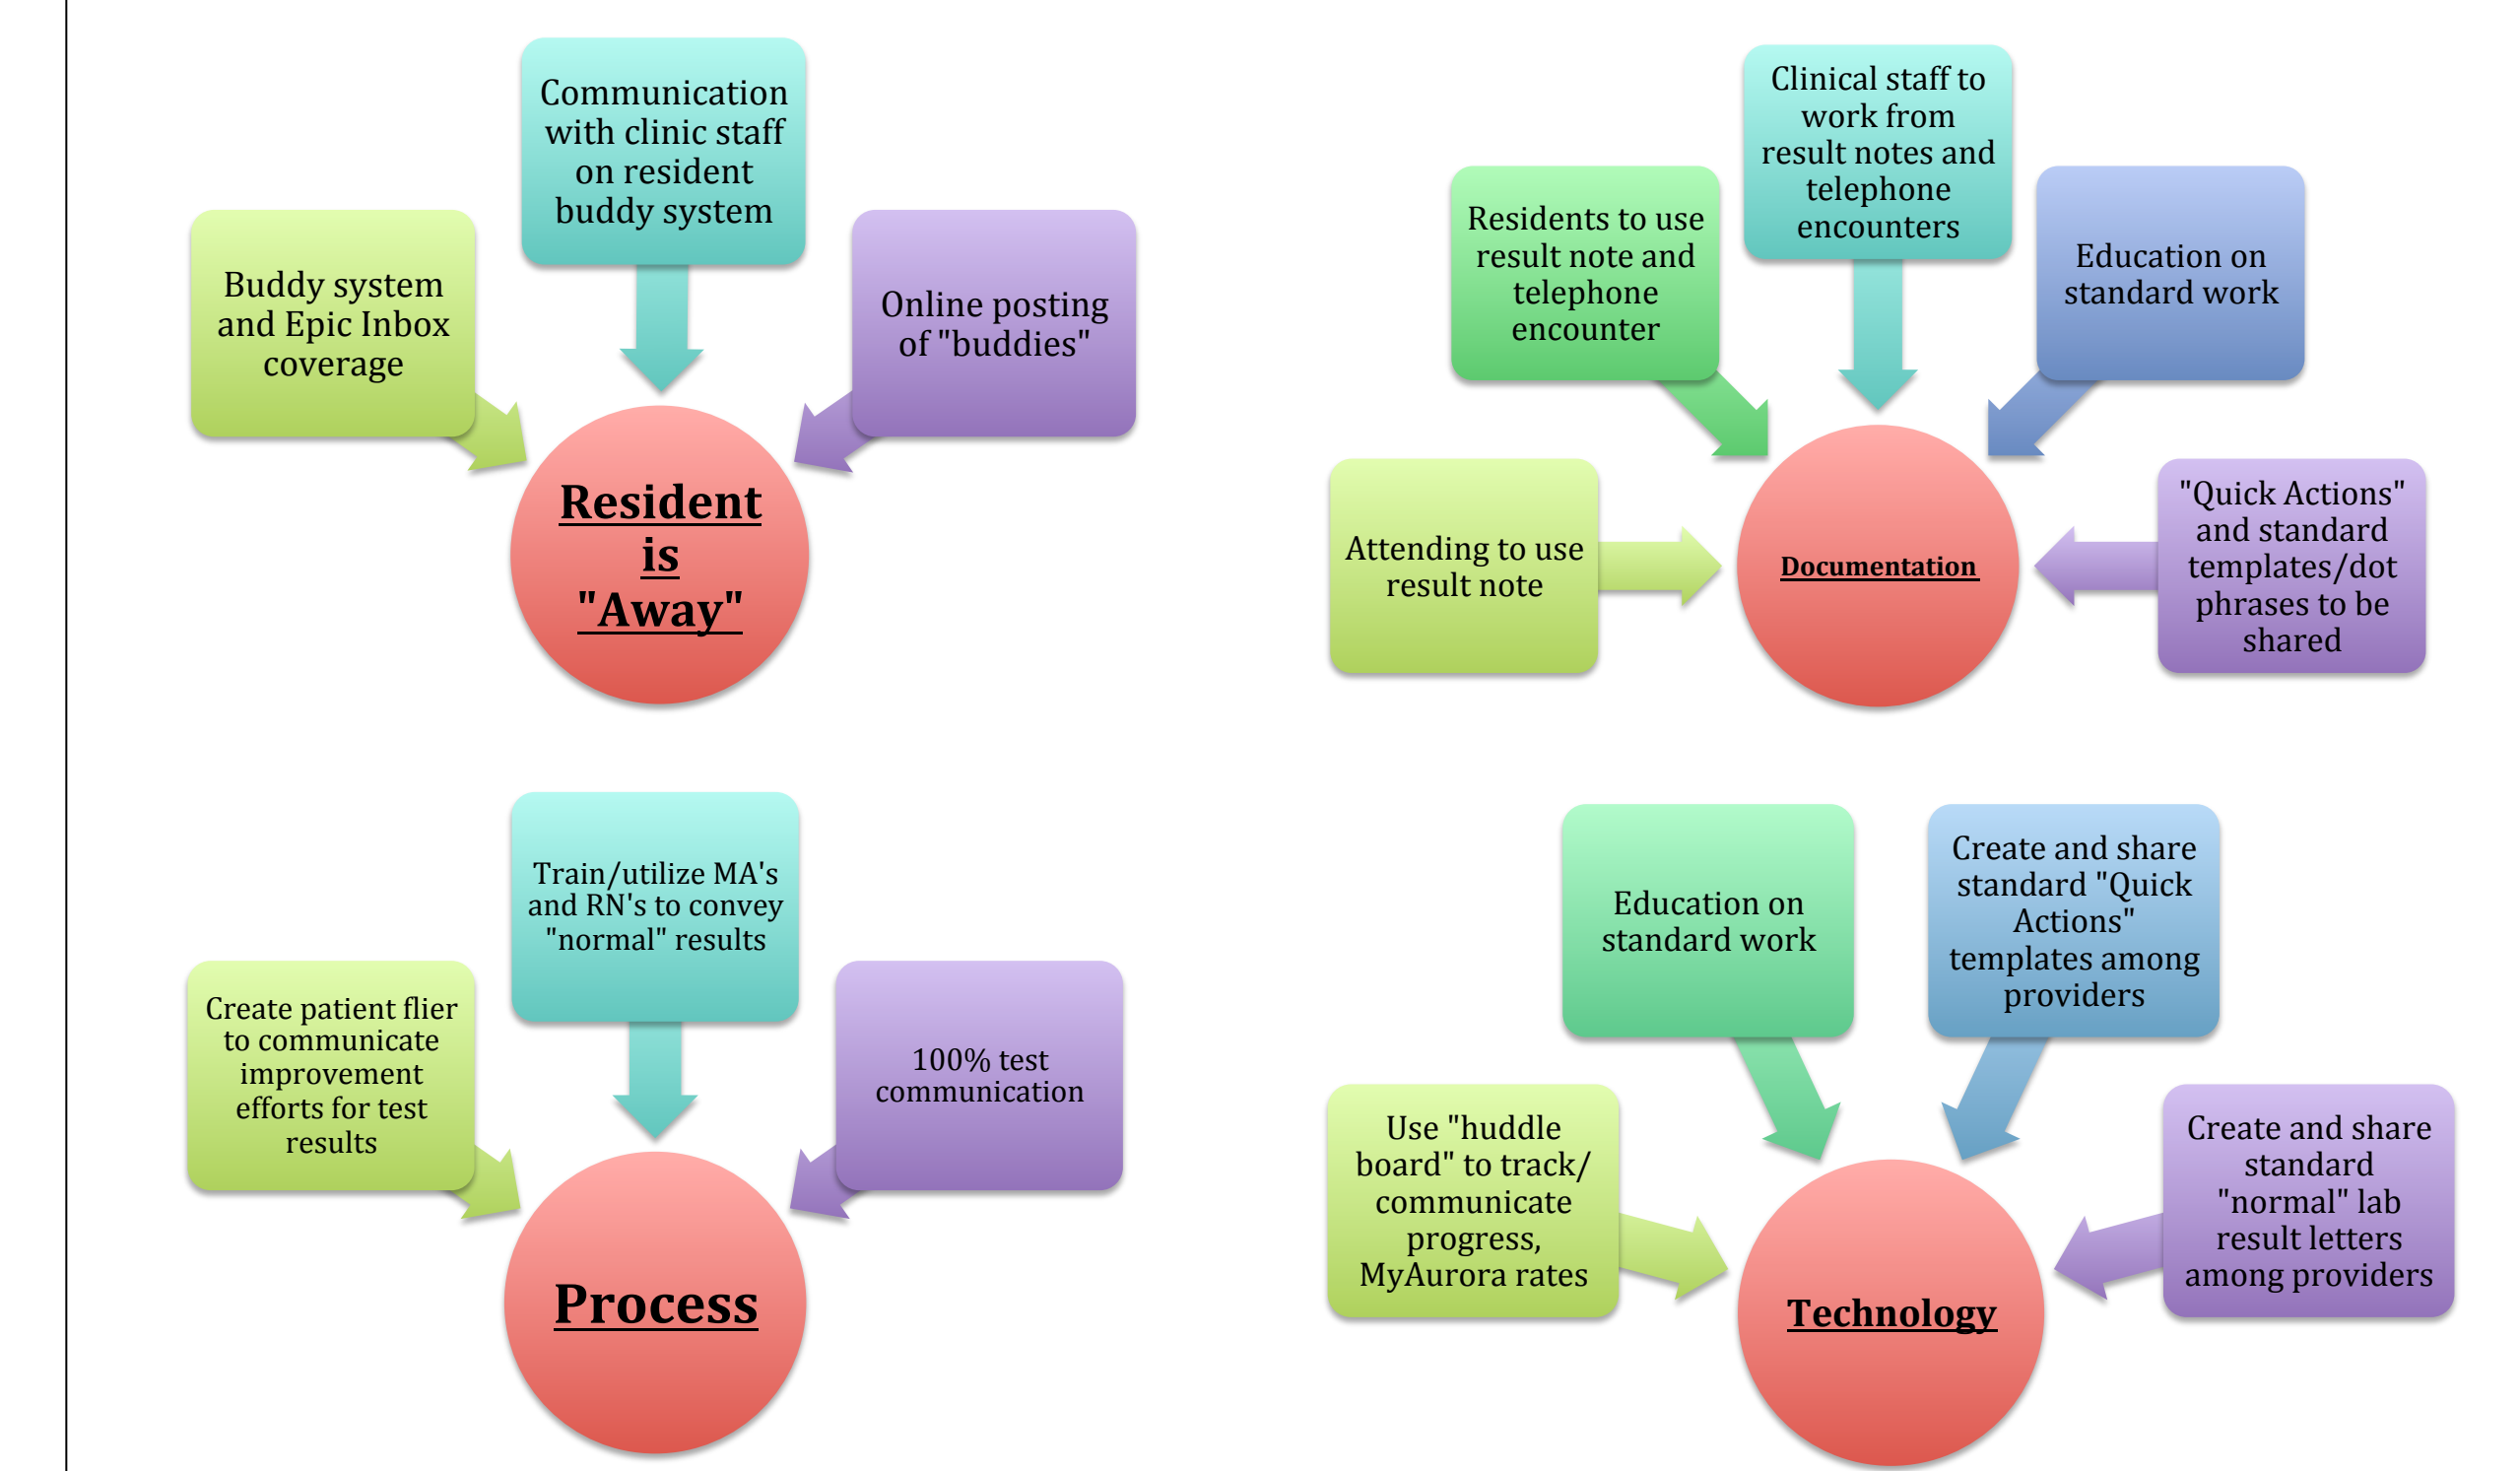 Communication
with clinic staff
on resident
buddy system
Buddy system
and Epic Inbox
coverage
Online posting
of "buddies"
Resident
is
"Away"
Clinical staff to
work from
result notes and
telephone
encounters
Residents to use
result note and
telephone
encounter
Education on
standard work
Attending to use
result note
"Quick Actions"
and standard
templates/dot
phrases to be
shared
Documentation
Train/utilize MA's
and RN's to convey
"normal" results
Create patient flier
to communicate
improvement
efforts for test
results
100% test
communication
Process
Education on
standard work
Create and share
standard "Quick
Actions"
templates among
providers
Use "huddle
board" to track/
communicate
progress,
MyAurora rates
Create and share
standard
"normal" lab
result letters
among providers
Technology